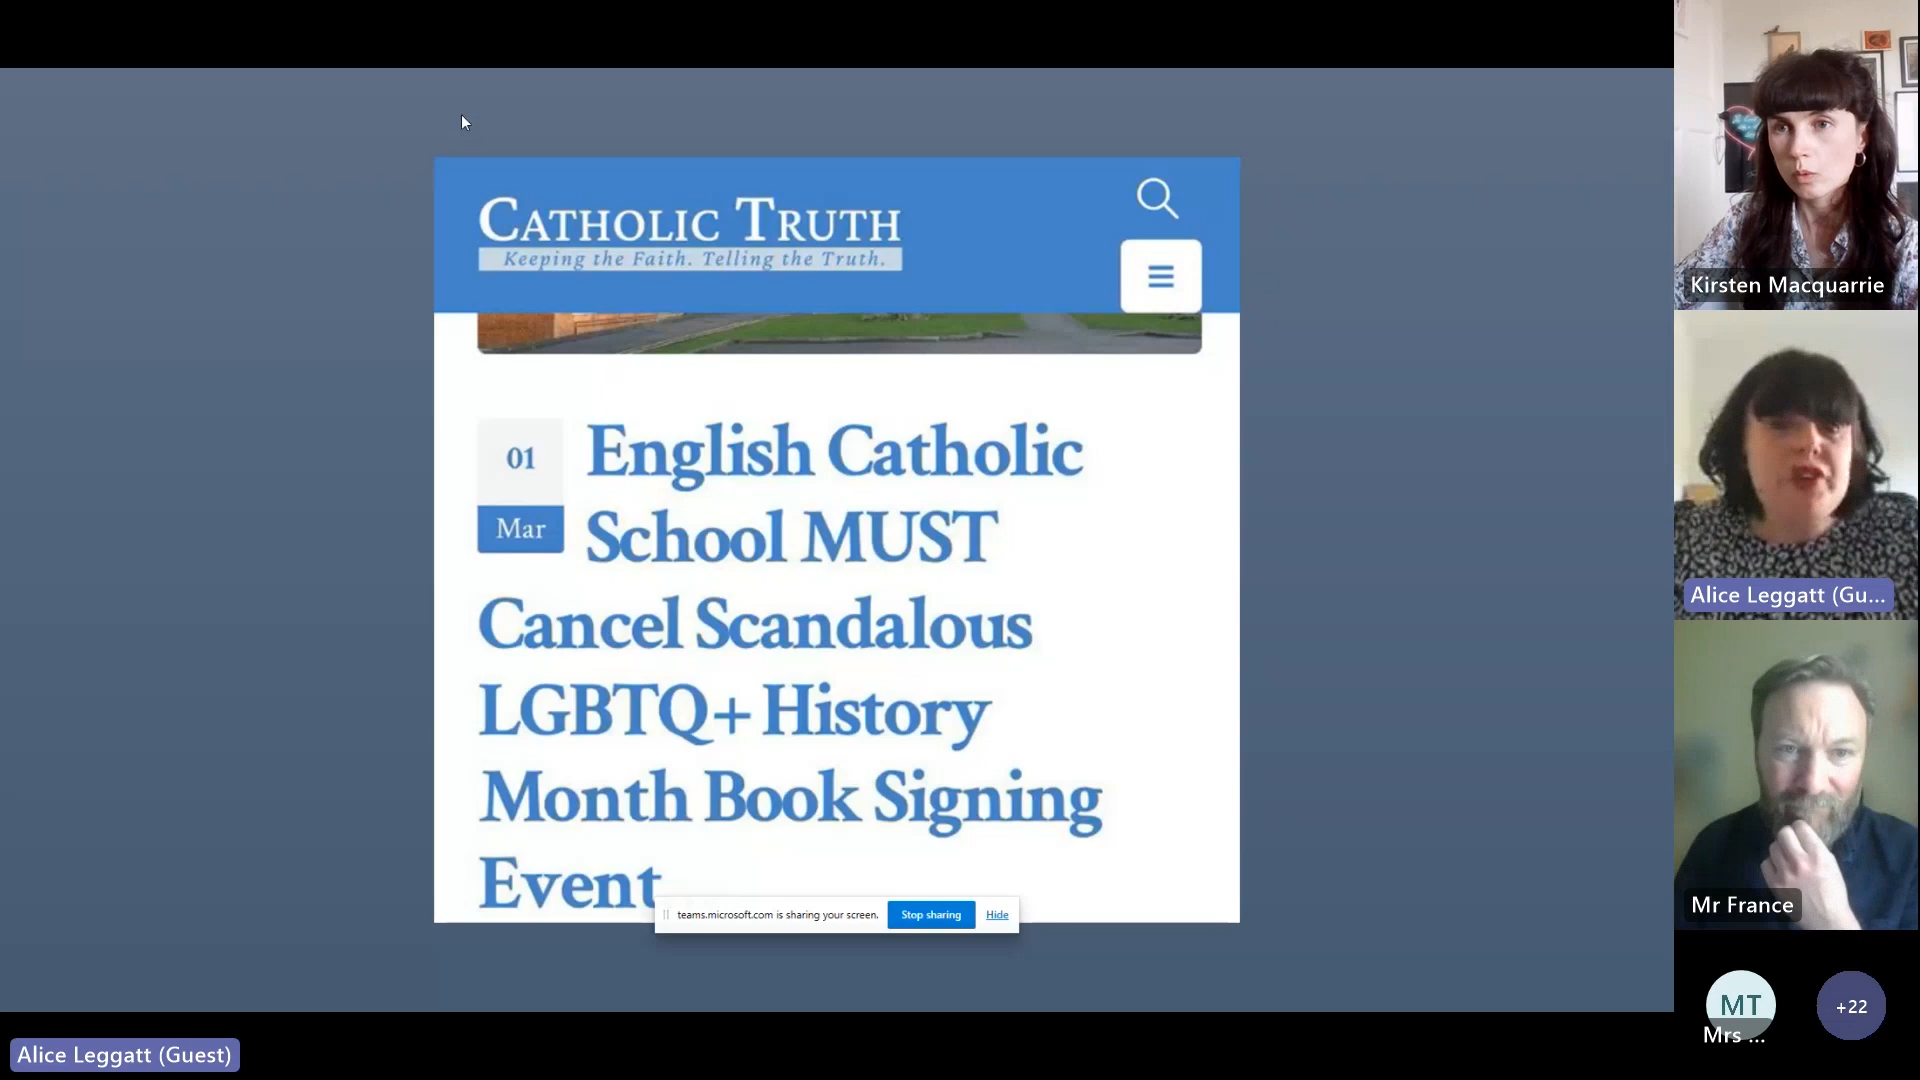 CATHOLIC TRUTH
Keeping the Faith. Telling the Truth.
01
Mar
English Catholic
School MUST
Cancel Scandalous
LGBTQ+ History
Month Book Signing
Event
teams.microsoft.com is sharing your screen.
Stop sharing
Hide
Alice Leggatt (Guest)
Kirsten Macquarrie
Alice Leggatt (Gu...
Mr France
MT
Mrs ...
+22